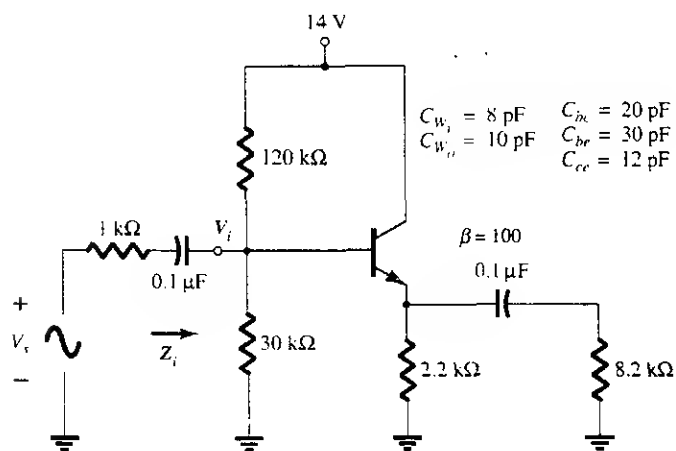 14 V
C_{W_i} = 8 pF
C_{bc} = 20 pF
C_{W_o} = 10 pF
C_{be} = 30 pF
C_{ce} = 12 pF
120 kΩ
1 kΩ
V_i
β = 100
0.1 µF
0.1 µF
+
V_s
−
Z_i
30 kΩ
2.2 kΩ
8.2 kΩ